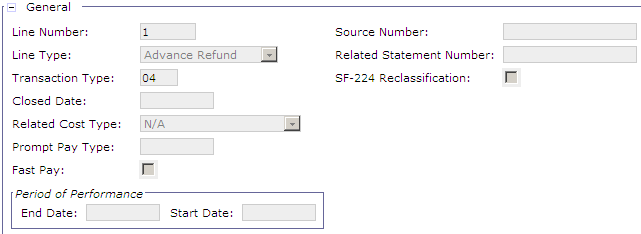 General
Line Number: 1 Source Number:
Line Type: Advance Refund Related Statement Number:
Transaction Type: 04 SF-224 Reclassification:
Closed Date:
Related Cost Type: N/A
Prompt Pay Type:
Fast Pay:
Period of Performance
End Date: Start Date: